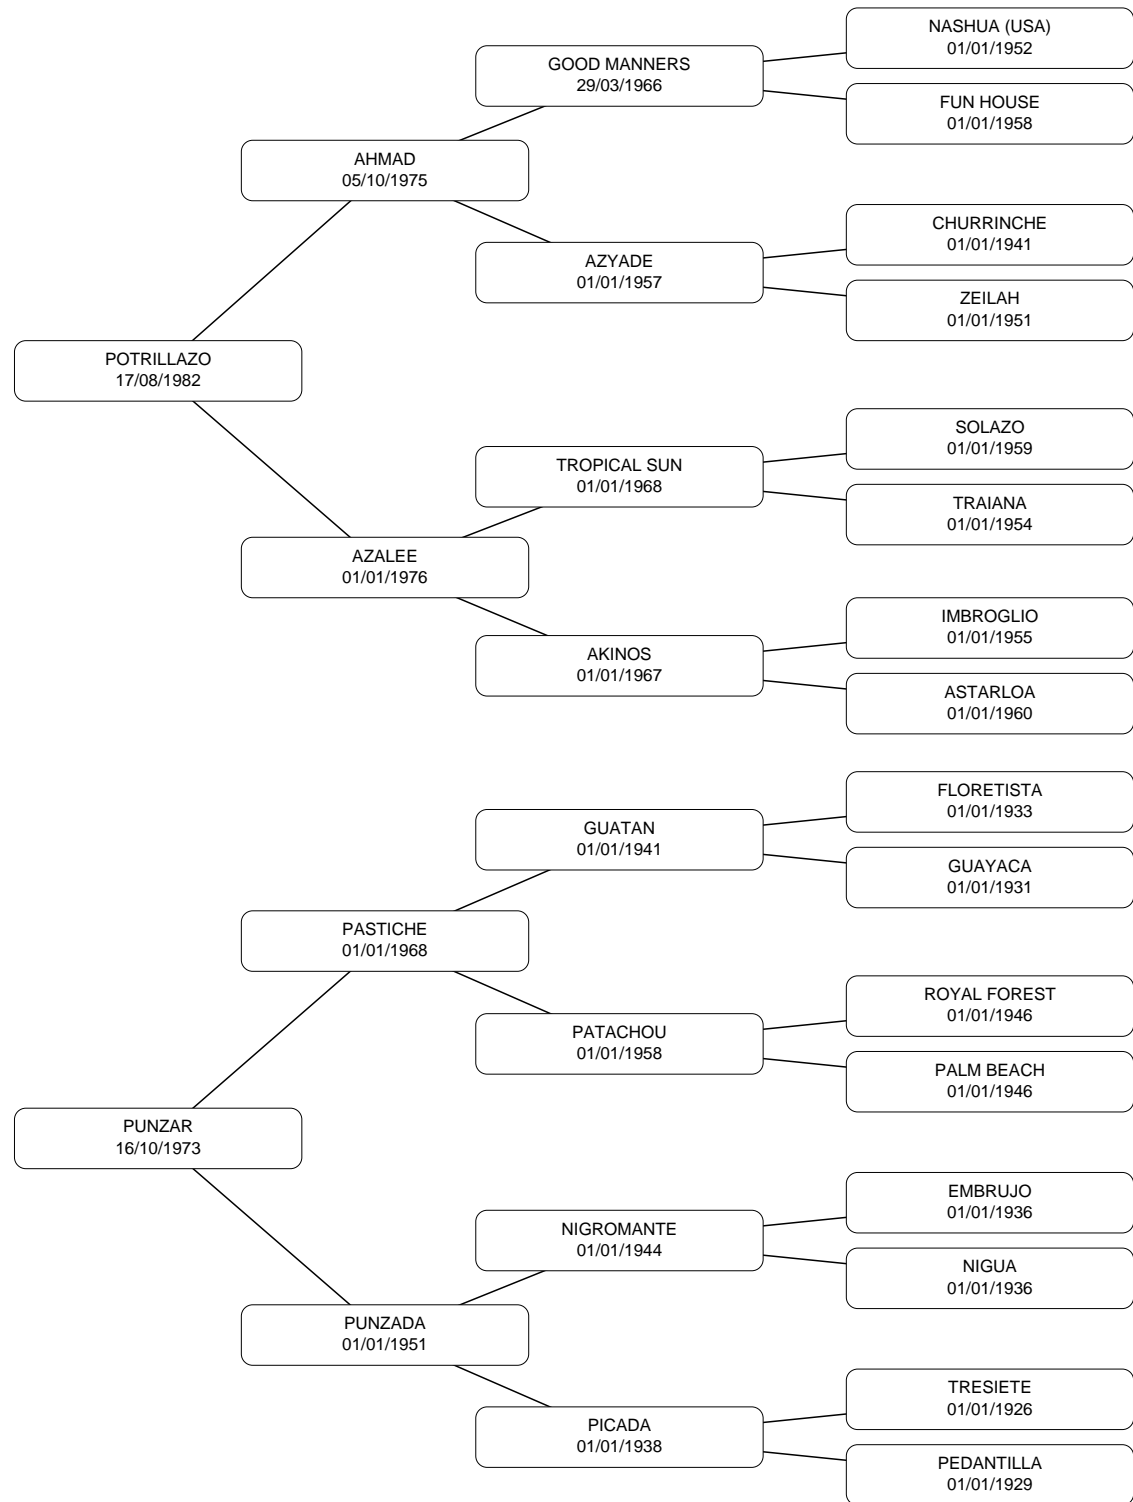 NASHUA (USA)
01/01/1952
GOOD MANNERS
29/03/1966
FUN HOUSE
01/01/1958
AHMAD
05/10/1975
CHURRINCHE
01/01/1941
AZYADE
01/01/1957
ZEILAH
01/01/1951
POTRILLAZO
17/08/1982
SOLAZO
01/01/1959
TROPICAL SUN
01/01/1968
TRAIANA
01/01/1954
AZALEE
01/01/1976
IMBROGLIO
01/01/1955
AKINOS
01/01/1967
ASTARLOA
01/01/1960
FLORETISTA
01/01/1933
GUATAN
01/01/1941
GUAYACA
01/01/1931
PASTICHE
01/01/1968
ROYAL FOREST
01/01/1946
PATACHOU
01/01/1958
PALM BEACH
01/01/1946
PUNZAR
16/10/1973
EMBRUJO
01/01/1936
NIGROMANTE
01/01/1944
NIGUA
01/01/1936
PUNZADA
01/01/1951
TRESIETE
01/01/1926
PICADA
01/01/1938
PEDANTILLA
01/01/1929